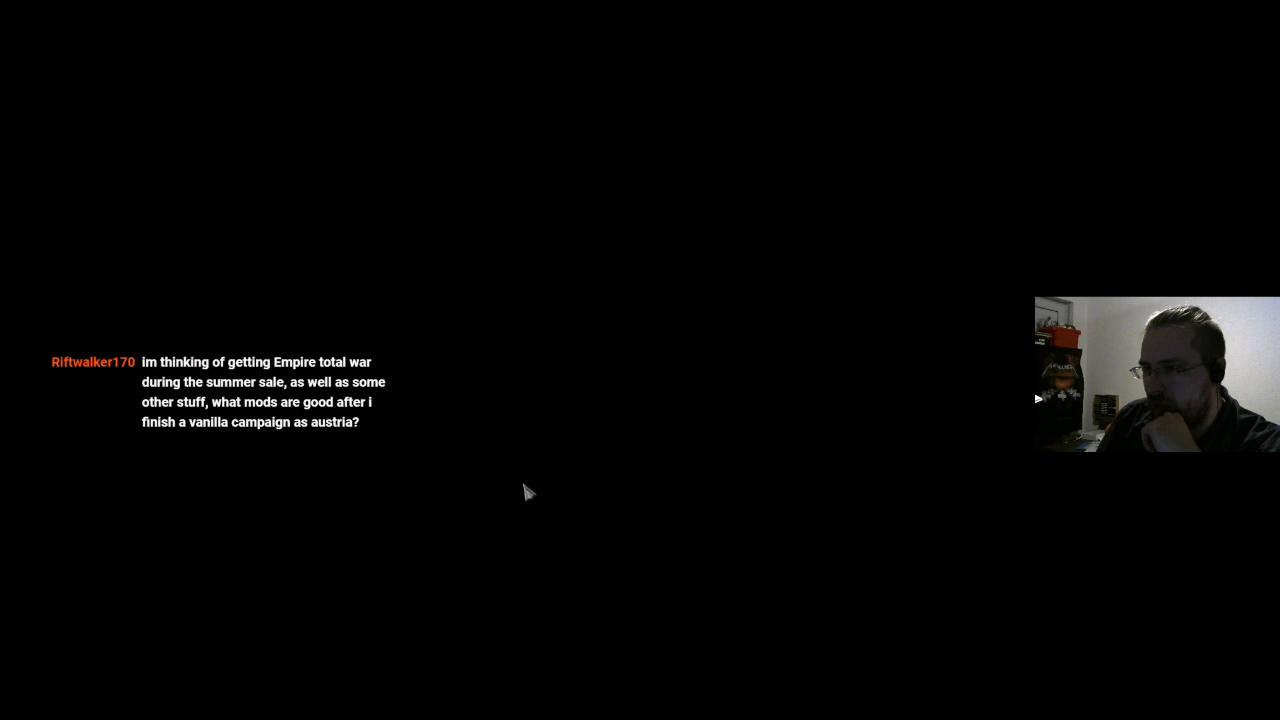 Riftwalker170 im thinking of getting Empire total war
during the summer sale, as well as some
other stuff, what mods are good after i
finish a vanilla campaign as austria?